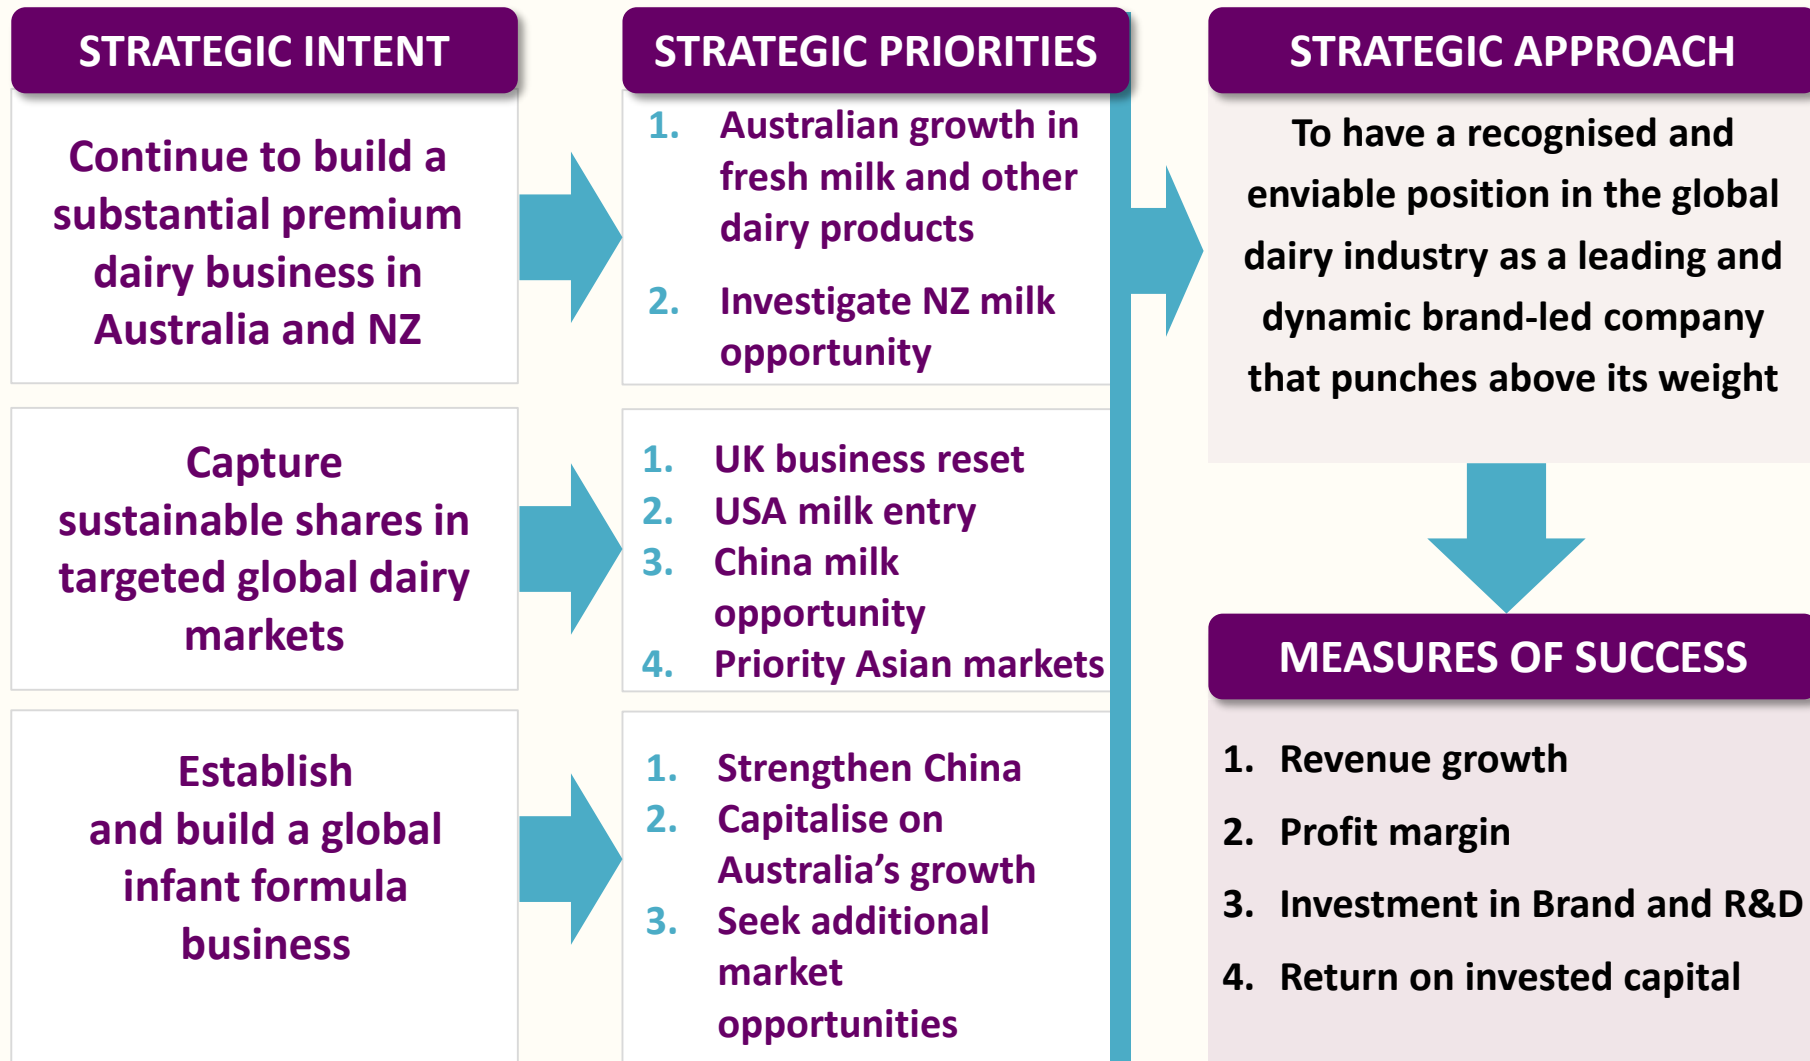 STRATEGIC INTENT
Continue to build a
substantial premium
dairy business in
Australia and NZ
Capture
sustainable shares in
targeted global dairy
markets
Establish
and build a global
infant formula
business
STRATEGIC PRIORITIES
1. Australian growth in
fresh milk and other
dairy products
2. Investigate NZ milk
opportunity
1. UK business reset
2. USA milk entry
3. China milk
opportunity
4. Priority Asian markets
1. Strengthen China
2. Capitalise on
Australia’s growth
3. Seek additional
market
opportunities
STRATEGIC APPROACH
To have a recognised and
enviable position in the global
dairy industry as a leading and
dynamic brand-led company
that punches above its weight
MEASURES OF SUCCESS
1. Revenue growth
2. Profit margin
3. Investment in Brand and R&D
4. Return on invested capital